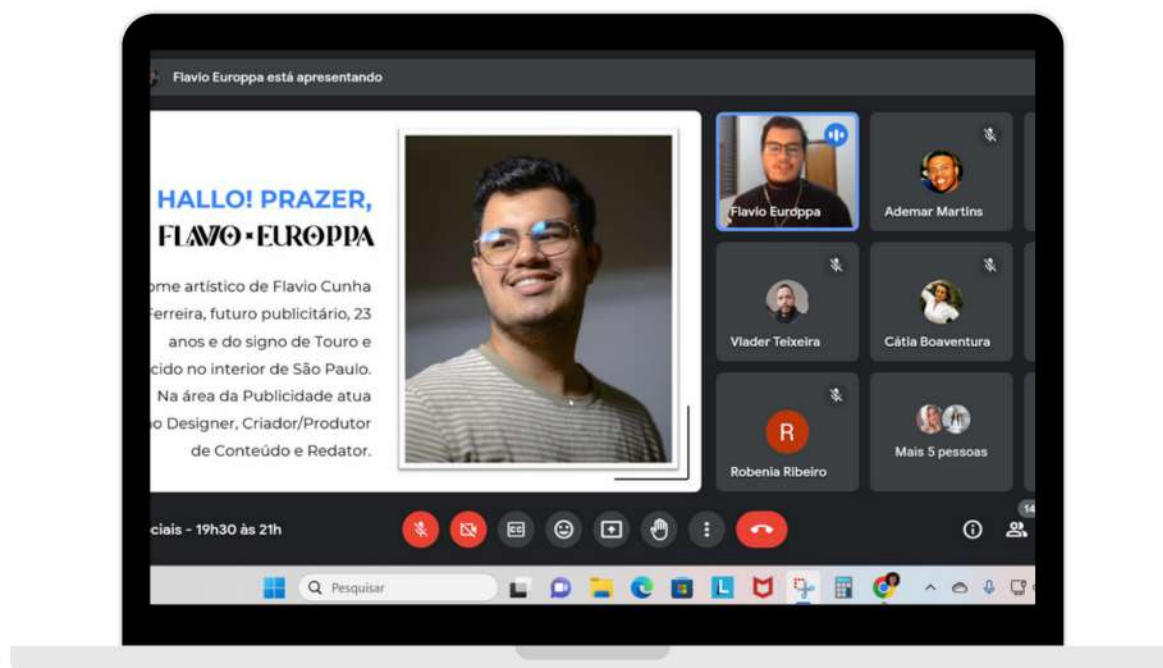 Flavio Europpa está apresentando
HALLO! PRAZER,
FLAVIO EUROPPA
ome artístico de Flavio Cunha
Ferreira, futuro publicitário, 23
anos e do signo de Touro e
cido no interior de São Paulo.
Na área da Publicidade atua
o Designer, Criador/Produtor
de Conteúdo e Redator.
Flavio Europpa
Ademar Martins
Vlader Teixeira
Cátia Boaventura
R
Robenia Ribeiro
Mais 5 pessoas
ciais - 19h30 às 21h
CC
14
Pesquisar
L